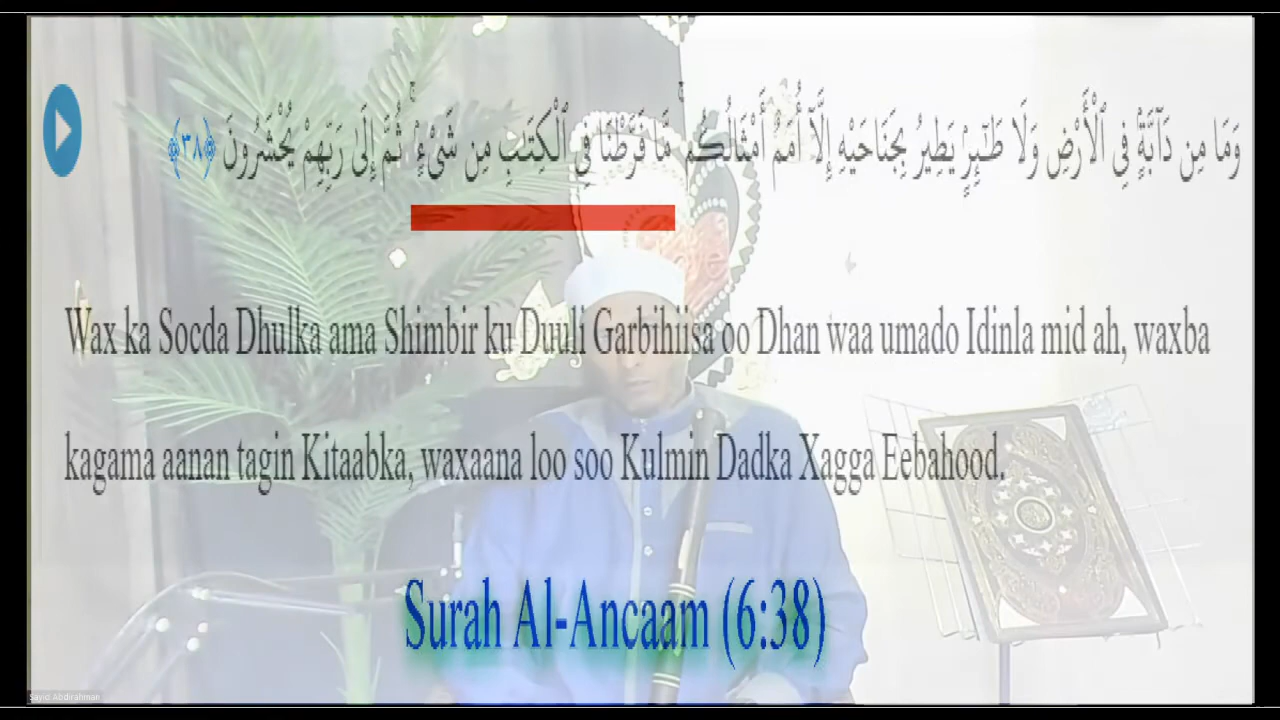 وَمَا مِن دَآبَّةٍ فِى ٱلْأَرْضِ وَلَا طَـٰٓئِرٍ يَطِيرُ بِجَنَاحَيْهِ إِلَّآ أُمَمٌ أَمْثَالُكُم ۚ مَّا فَرَّطْنَا فِى ٱلْكِتَـٰبِ مِن شَىْءٍ ۚ ثُمَّ إِلَىٰ رَبِّهِمْ يُحْشَرُونَ ﴿٣٨﴾
Wax ka Socda Dhulka ama Shimbir ku Duuli Garbihiisa oo Dhan waa umado Idinla mid ah, waxba
kagama aanan tagin Kitaabka, waxaana loo soo Kulmin Dadka Xagga Eebahood.
Surah Al-Ancaam (6:38)
Sayid Abdirahman